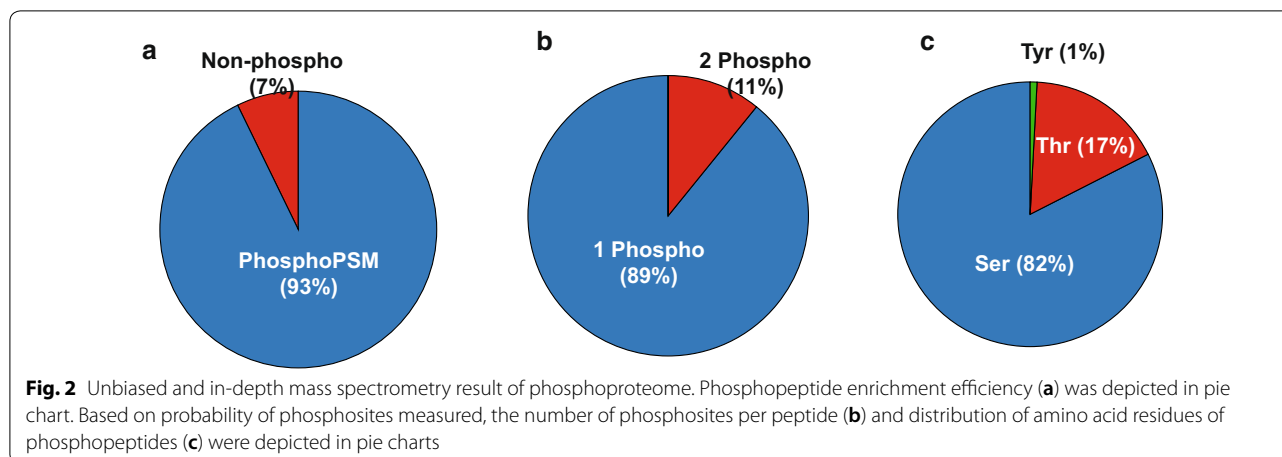 a
Non-phospho
(7%)
PhosphoPSM
(93%)
b
2 Phospho
(11%)
1 Phospho
(89%)
c
Tyr (1%)
Thr (17%)
Ser (82%)
Fig. 2 Unbiased and in-depth mass spectrometry result of phosphoproteome. Phosphopeptide enrichment efficiency (a) was depicted in pie
chart. Based on probability of phosphosites measured, the number of phosphosites per peptide (b) and distribution of amino acid residues of
phosphopeptides (c) were depicted in pie charts